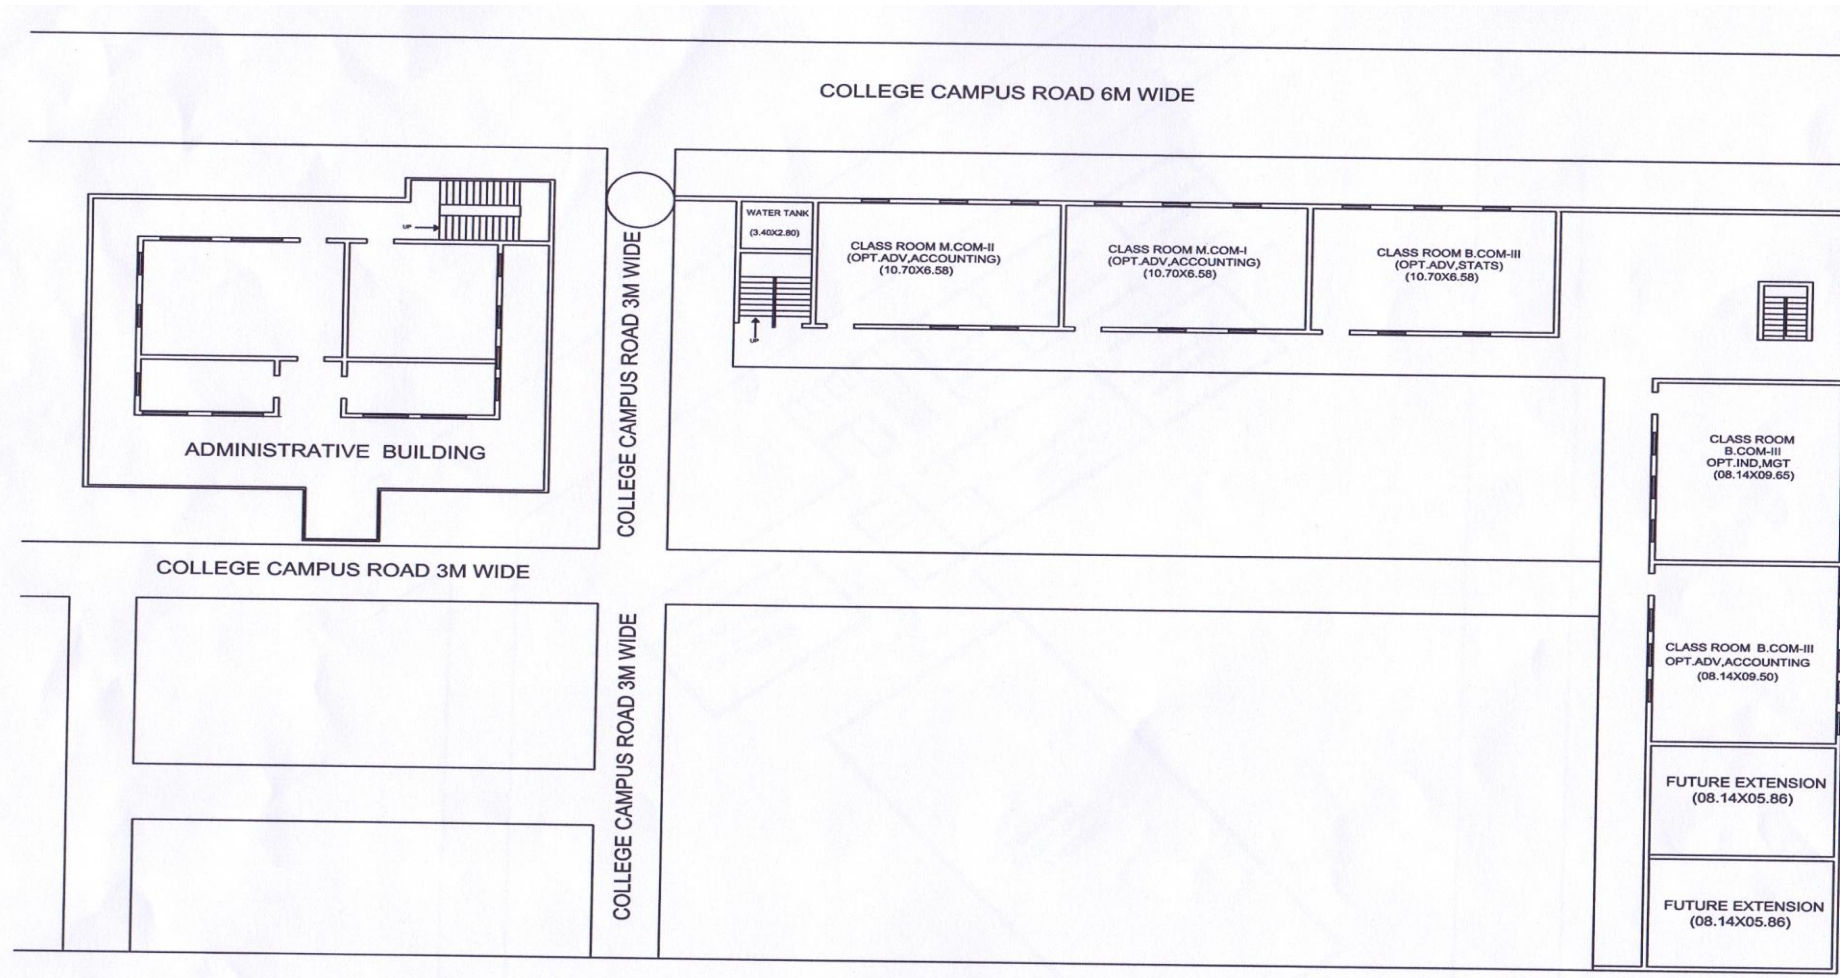 COLLEGE CAMPUS ROAD 6M WIDE
WATER TANK
(3.40X2.80)
UP
CLASS ROOM M.COM-II
(OPT.ADV,ACCOUNTING)
(10.70X6.58)
CLASS ROOM M.COM-I
(OPT.ADV,ACCOUNTING)
(10.70X6.58)
CLASS ROOM B.COM-III
(OPT.ADV,STATS)
(10.70X6.58)
UP
COLLEGE CAMPUS ROAD 3M WIDE
ADMINISTRATIVE BUILDING
CLASS ROOM
B.COM-III
OPT.IND,MGT
(08.14X09.65)
COLLEGE CAMPUS ROAD 3M WIDE
COLLEGE CAMPUS ROAD 3M WIDE
CLASS ROOM B.COM-III
OPT.ADV,ACCOUNTING
(08.14X09.50)
FUTURE EXTENSION
(08.14X05.86)
FUTURE EXTENSION
(08.14X05.86)